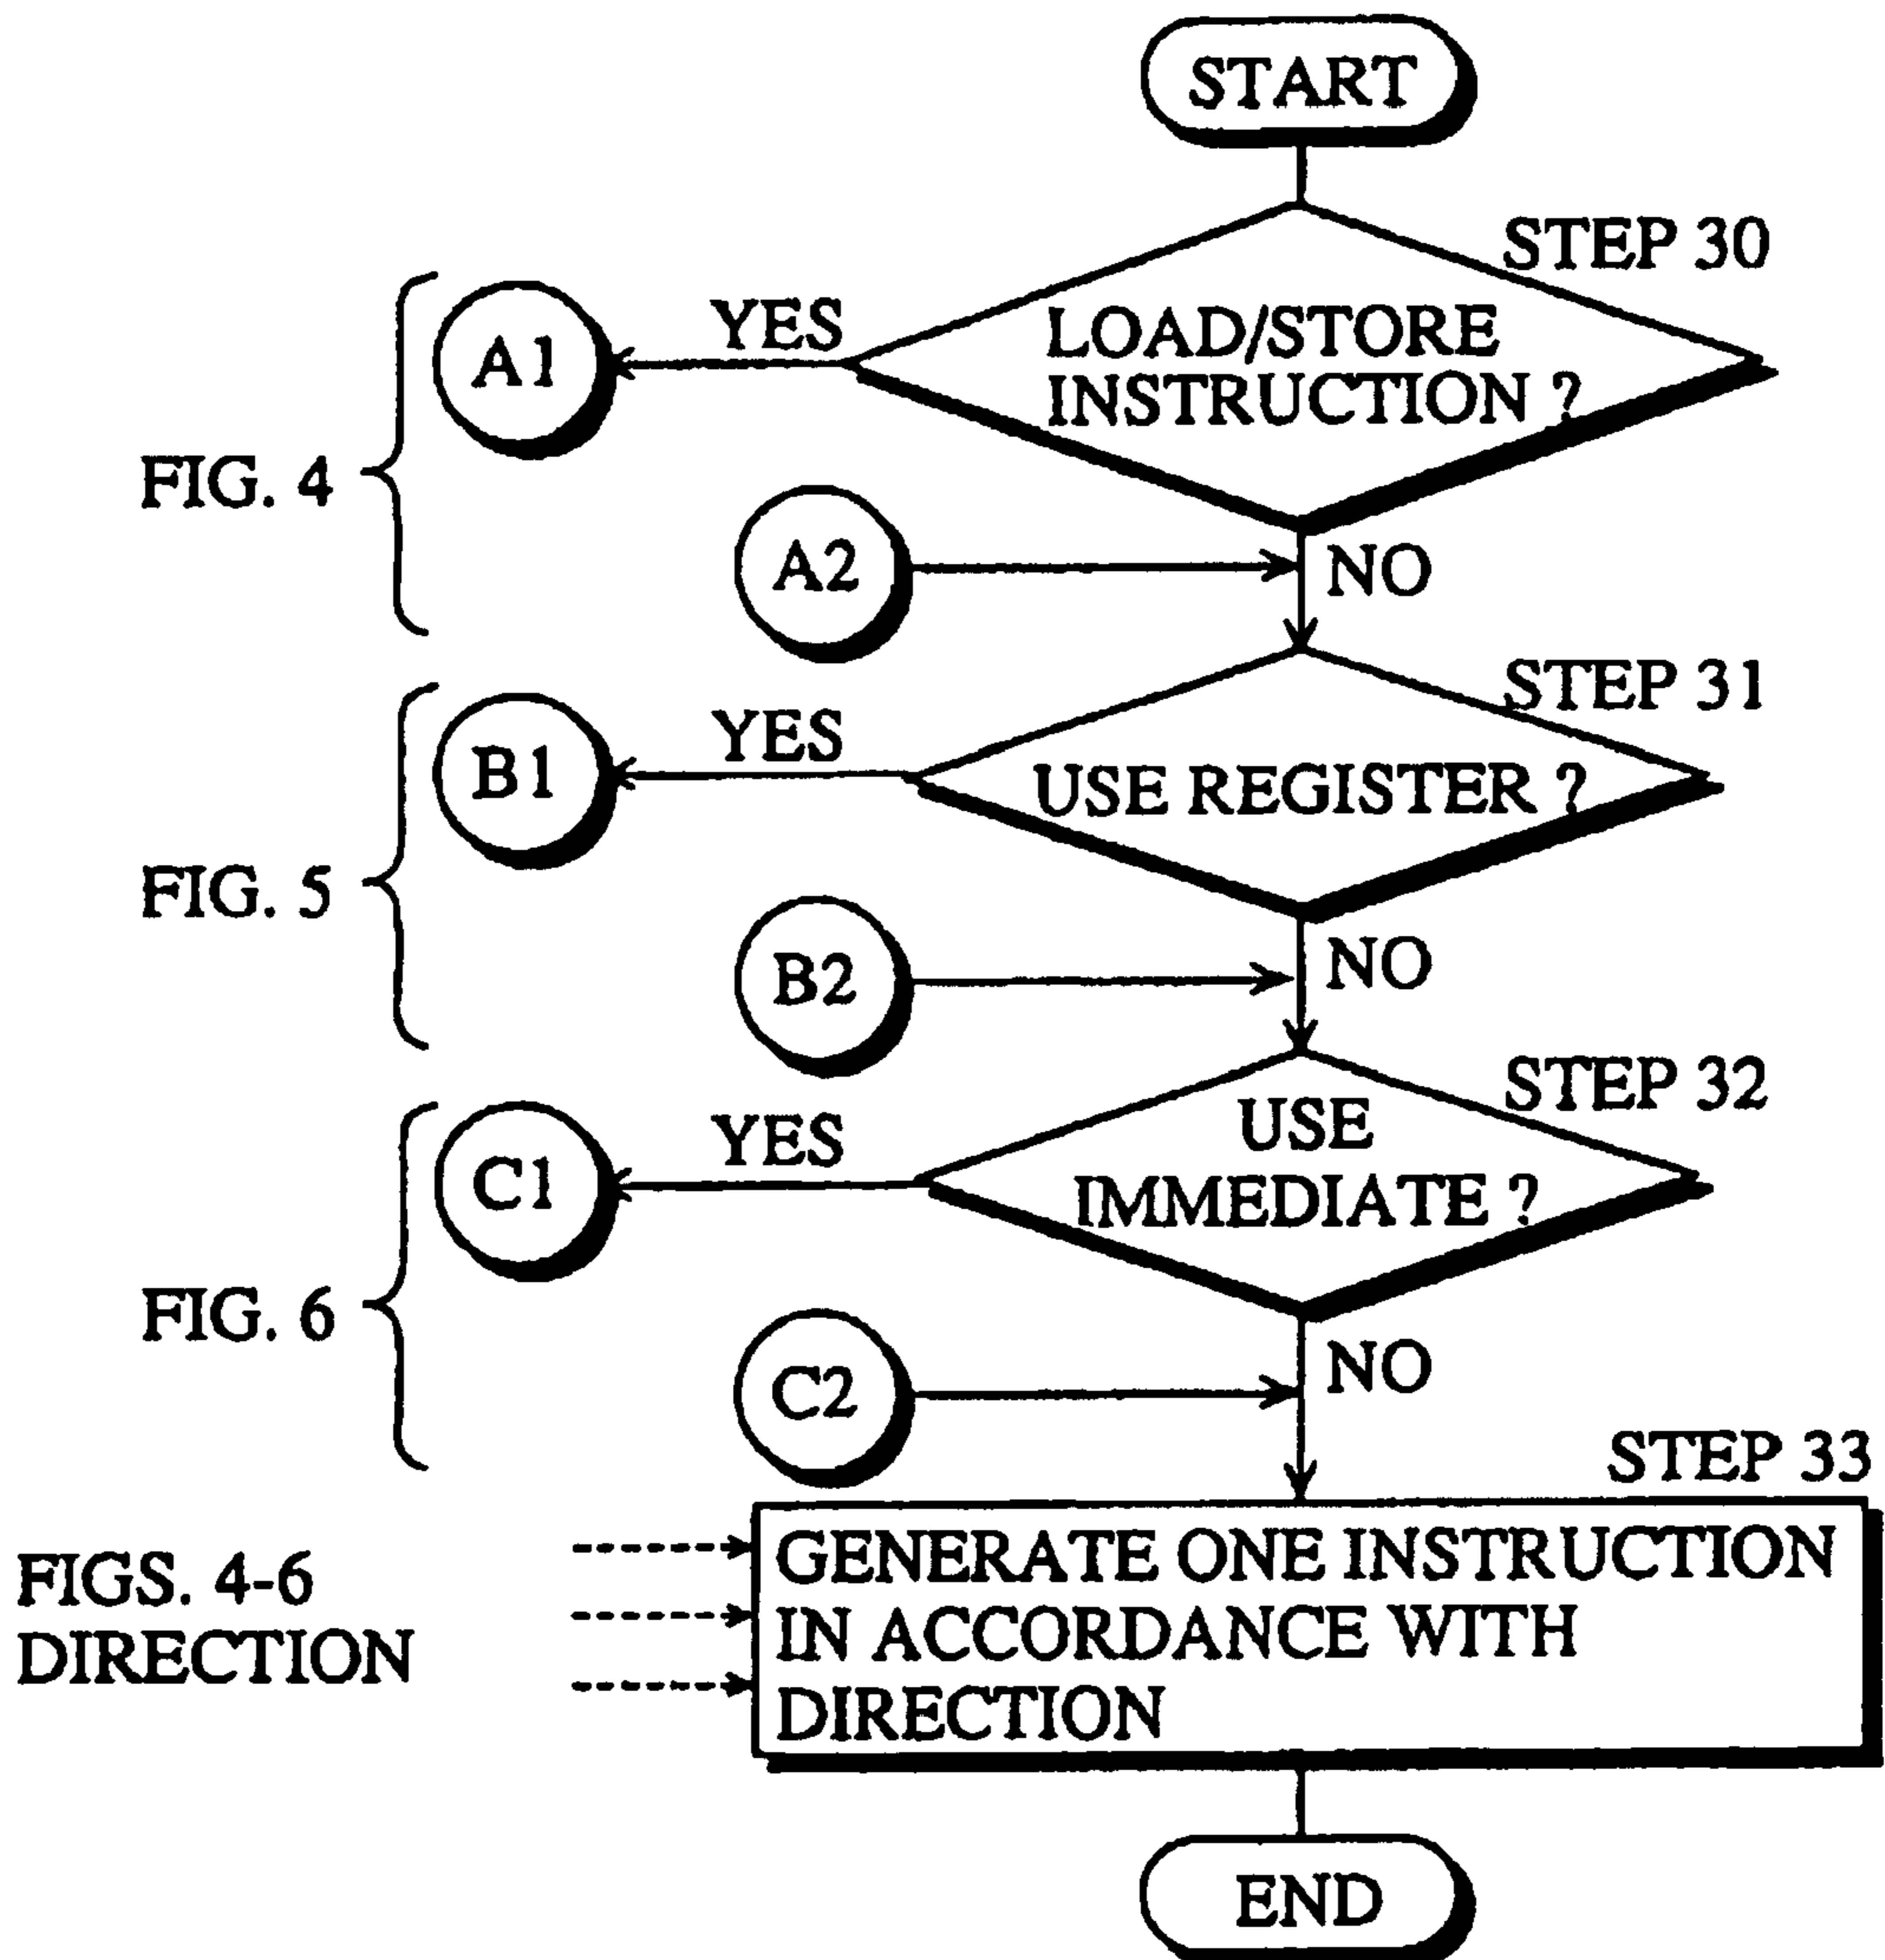 START
STEP 30
LOAD/STORE
INSTRUCTION ?
YES
A1
FIG. 4
A2
NO
STEP 31
USE REGISTER ?
YES
B1
FIG. 5
B2
NO
STEP 32
USE
IMMEDIATE ?
YES
C1
FIG. 6
C2
NO
STEP 33
GENERATE ONE INSTRUCTION
IN ACCORDANCE WITH
DIRECTION
FIGS. 4-6
DIRECTION
END